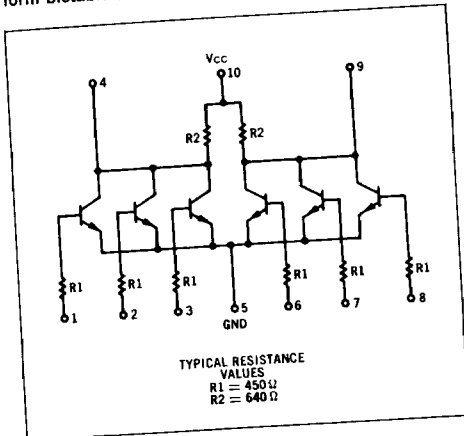 Vcc
4
10
9
R2
R2
R1
R1
R1
R1
R1
R1
1
2
3
5
6
7
8
GND
TYPICAL RESISTANCE
VALUES
R1 = 450Ω
R2 = 640Ω